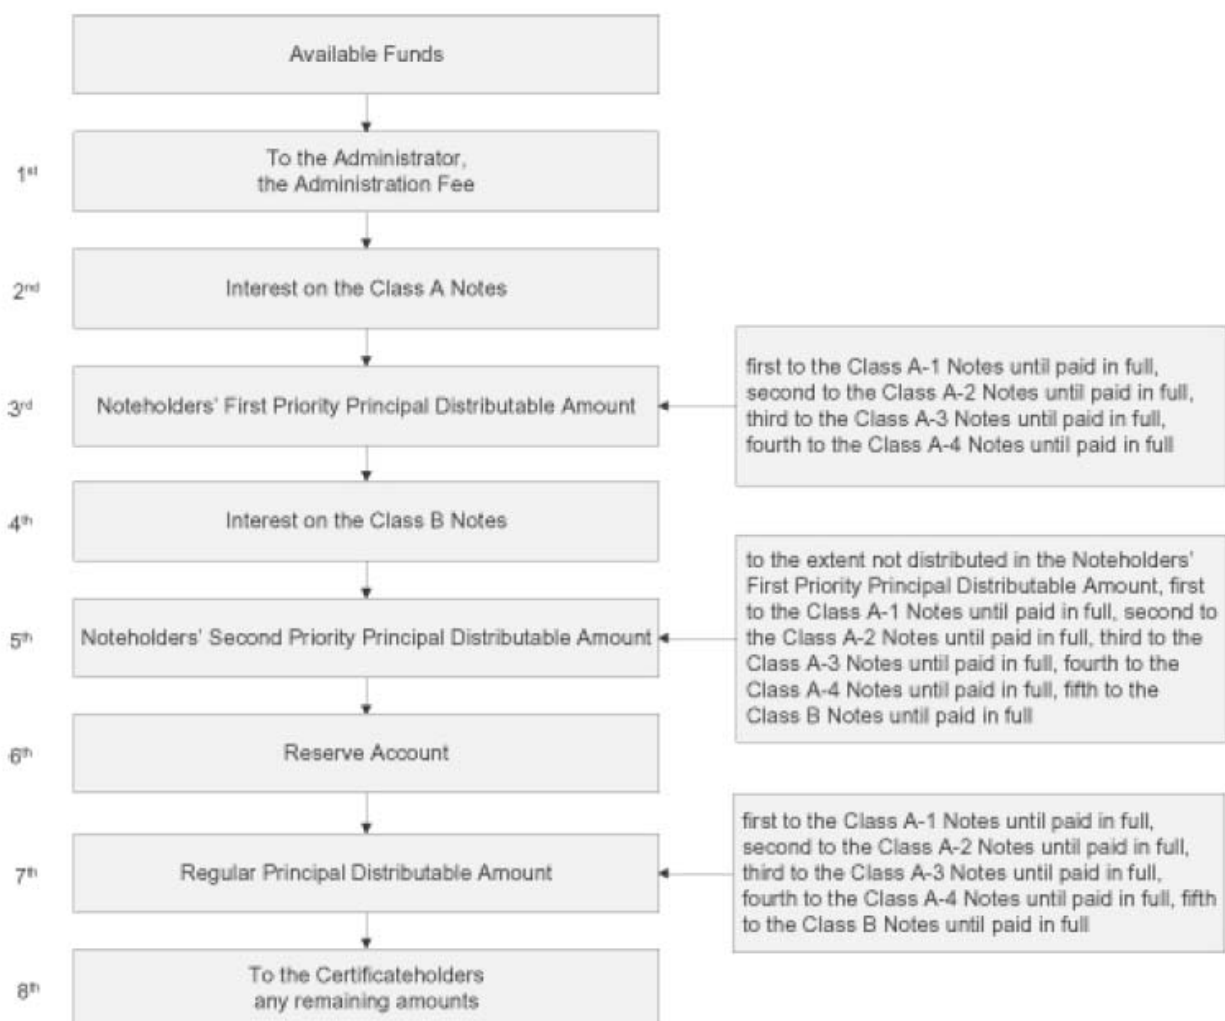 Available Funds
1st
To the Administrator,
the Administration Fee
2nd
Interest on the Class A Notes
3rd
Noteholders' First Priority Principal Distributable Amount
first to the Class A-1 Notes until paid in full,
second to the Class A-2 Notes until paid in full,
third to the Class A-3 Notes until paid in full,
fourth to the Class A-4 Notes until paid in full
4th
Interest on the Class B Notes
5th
Noteholders' Second Priority Principal Distributable Amount
to the extent not distributed in the Noteholders'
First Priority Principal Distributable Amount, first
to the Class A-1 Notes until paid in full, second to
the Class A-2 Notes until paid in full, third to the
Class A-3 Notes until paid in full, fourth to the
Class A-4 Notes until paid in full, fifth to the
Class B Notes until paid in full
6th
Reserve Account
7th
Regular Principal Distributable Amount
first to the Class A-1 Notes until paid in full,
second to the Class A-2 Notes until paid in full,
third to the Class A-3 Notes until paid in full,
fourth to the Class A-4 Notes until paid in full, fifth
to the Class B Notes until paid in full
8th
To the Certificateholders
any remaining amounts